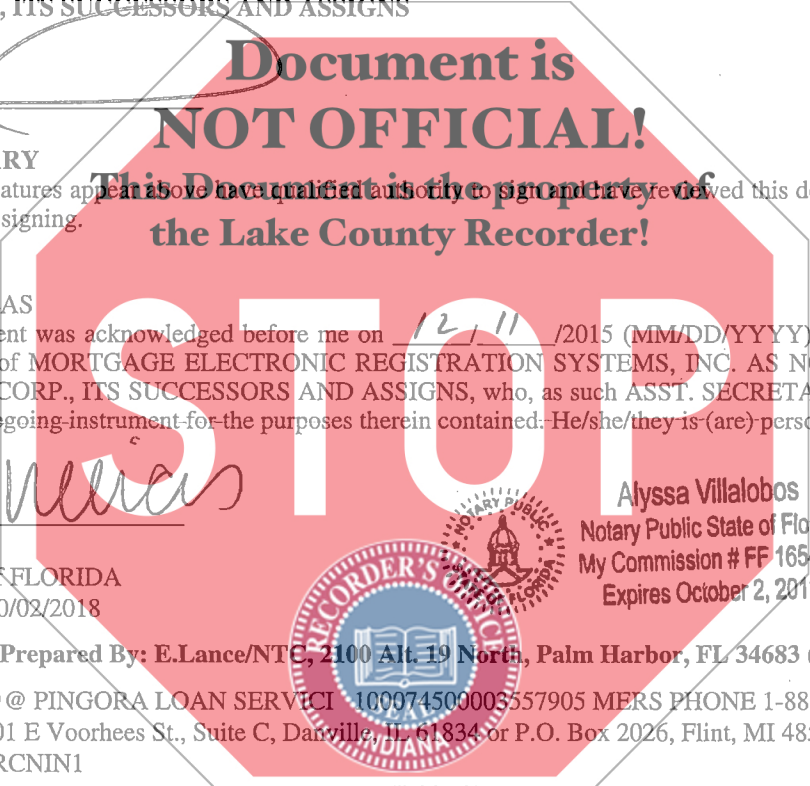 , ITS SUCCESSORS AND ASSIGNS
Document is
NOT OFFICIAL!
RY
atures appear above have qualified authority to sign and have reviewed this d
This Document is the property of
signing.
the Lake County Recorder!
AS
ent was acknowledged before me on 12 / 11 /2015 (MM/DD/YYYY)
of MORTGAGE ELECTRONIC REGISTRATION SYSTEMS, INC. AS N
CORP., ITS SUCCESSORS AND ASSIGNS, who, as such ASST. SECRETA
egoing instrument for the purposes therein contained. He/she/they is (are) perso
STOP
NOTARY PUBLIC
STATE OF FLORIDA
Alyssa Villalobos
Notary Public State of Flo
My Commission # FF 165
Expires October 2, 201
f FLORIDA
0/02/2018
RECORDER'S OFFICE
SEAL
INDIANA
Prepared By: E.Lance/NTC, 2100 Alt. 19 North, Palm Harbor, FL 34683 (
@ PINGORA LOAN SERVICI 100074500003557905 MERS PHONE 1-88
01 E Voorhees St., Suite C, Danville, IL 61834 or P.O. Box 2026, Flint, MI 48
RCNIN1